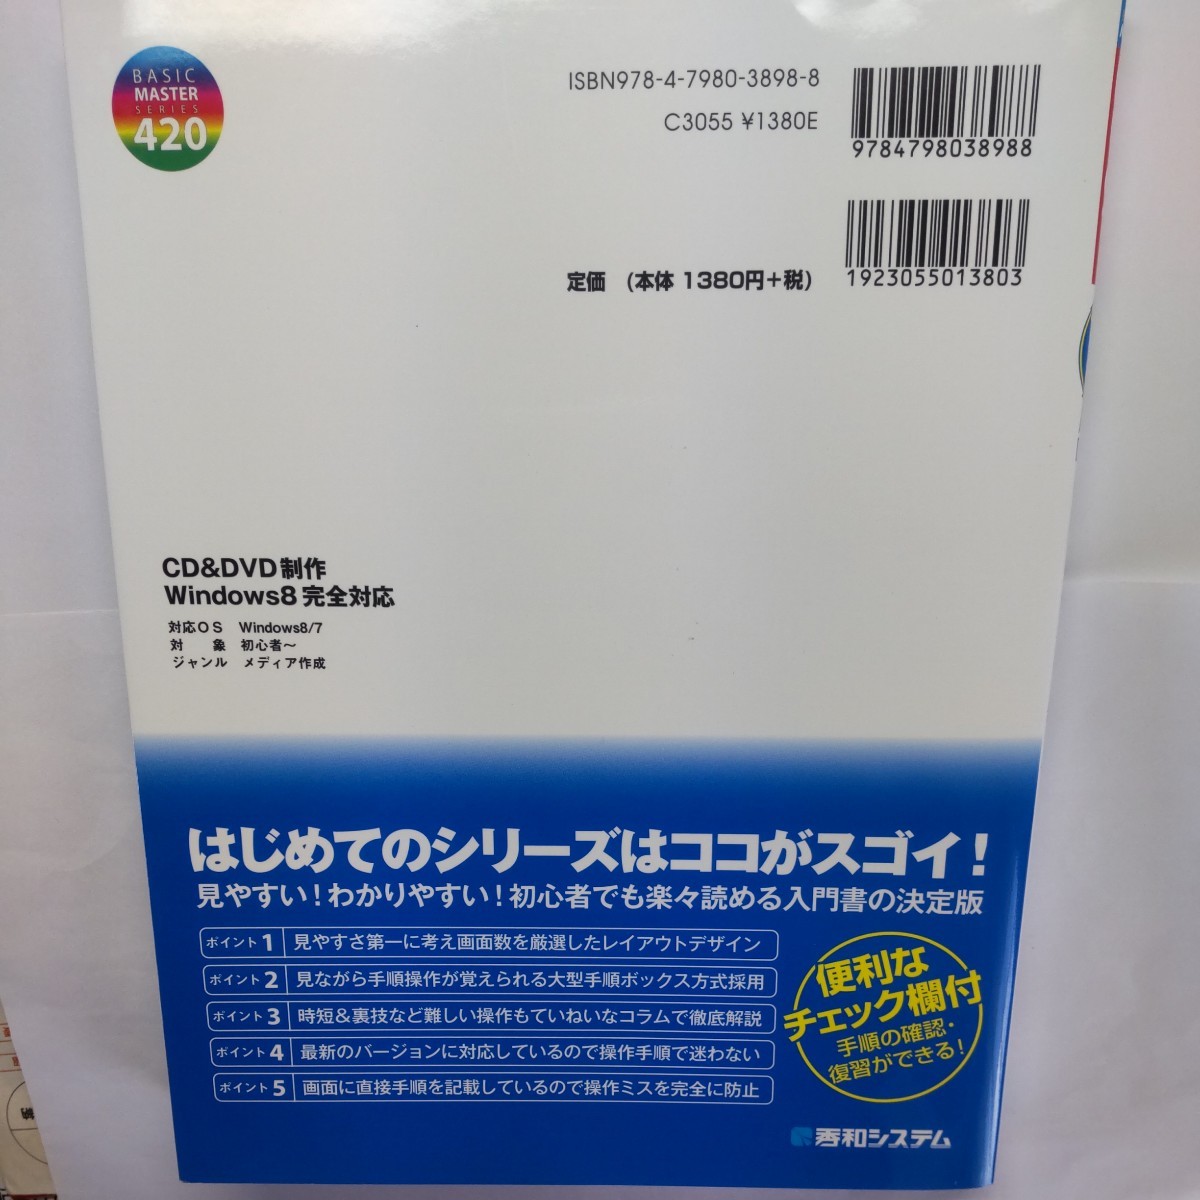 BASIC
MASTER
SERIES
420
ISBN978-4-7980-3898-8
C3055 ¥1380E
9784798038988
定価 (本体 1380円+税)
1923055013803
CD&DVD制作
Windows8完全対応
対応OS Windows8/7
対 象 初心者〜
ジャンル メディア作成
はじめてのシリーズはココがスゴイ!
見やすい!わかりやすい!初心者でも楽々読める入門書の決定版
ポイント1 見やすさ第一に考え画面数を厳選したレイアウトデザイン
ポイント2 見ながら手順操作が覚えられる大型手順ボックス方式採用
ポイント3 時短&裏技など難しい操作もていねいなコラムで徹底解説
ポイント4 最新のバージョンに対応しているので操作手順で迷わない
ポイント5 画面に直接手順を記載しているので操作ミスを完全に防止
便利な
チェック欄付
手順の確認・
復習ができる!
秀和システム